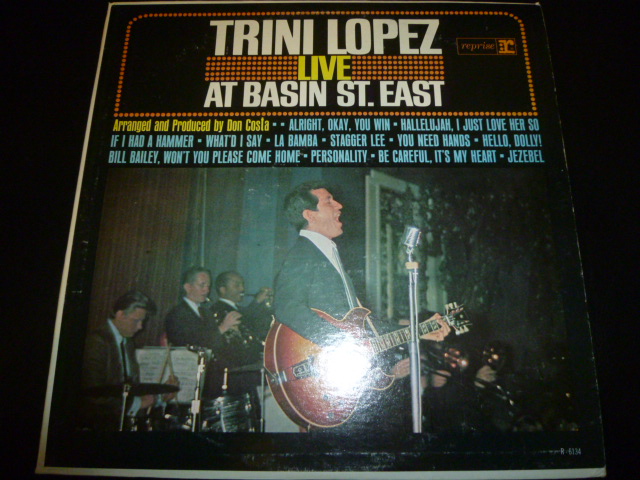 TRINI LOPEZ
reprise
LIVE
AT BASIN ST. EAST
Arranged and Produced by Don Costa • • ALRIGHT, OKAY, YOU WIN • HALLELUJAH, I JUST LOVE HER SO
IF I HAD A HAMMER • WHAT'D I SAY • LA BAMBA • STAGGER LEE • YOU NEED HANDS • HELLO, DOLLY!
BILL BAILEY, WON'T YOU PLEASE COME HOME • PERSONALITY • BE CAREFUL, IT'S MY HEART • JEZEBEL
R-6134